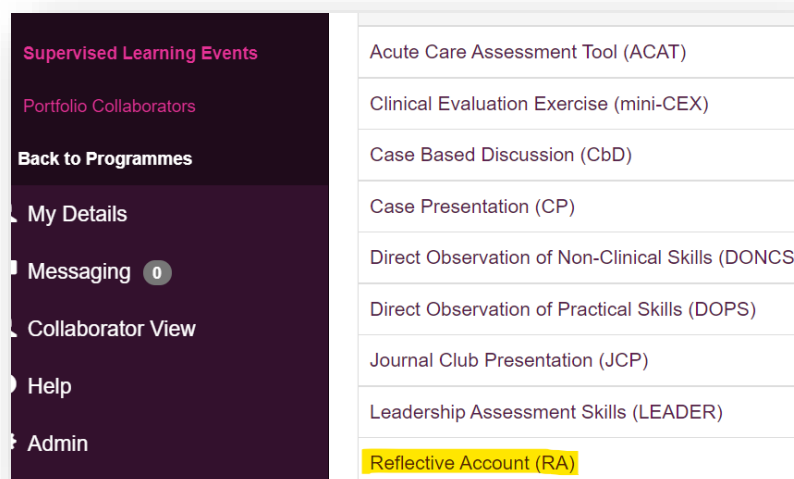 Supervised Learning Events
Portfolio Collaborators
Back to Programmes
My Details
Messaging 0
Collaborator View
Help
Admin
Acute Care Assessment Tool (ACAT)
Clinical Evaluation Exercise (mini-CEX)
Case Based Discussion (CbD)
Case Presentation (CP)
Direct Observation of Non-Clinical Skills (DONCS
Direct Observation of Practical Skills (DOPS)
Journal Club Presentation (JCP)
Leadership Assessment Skills (LEADER)
Reflective Account (RA)